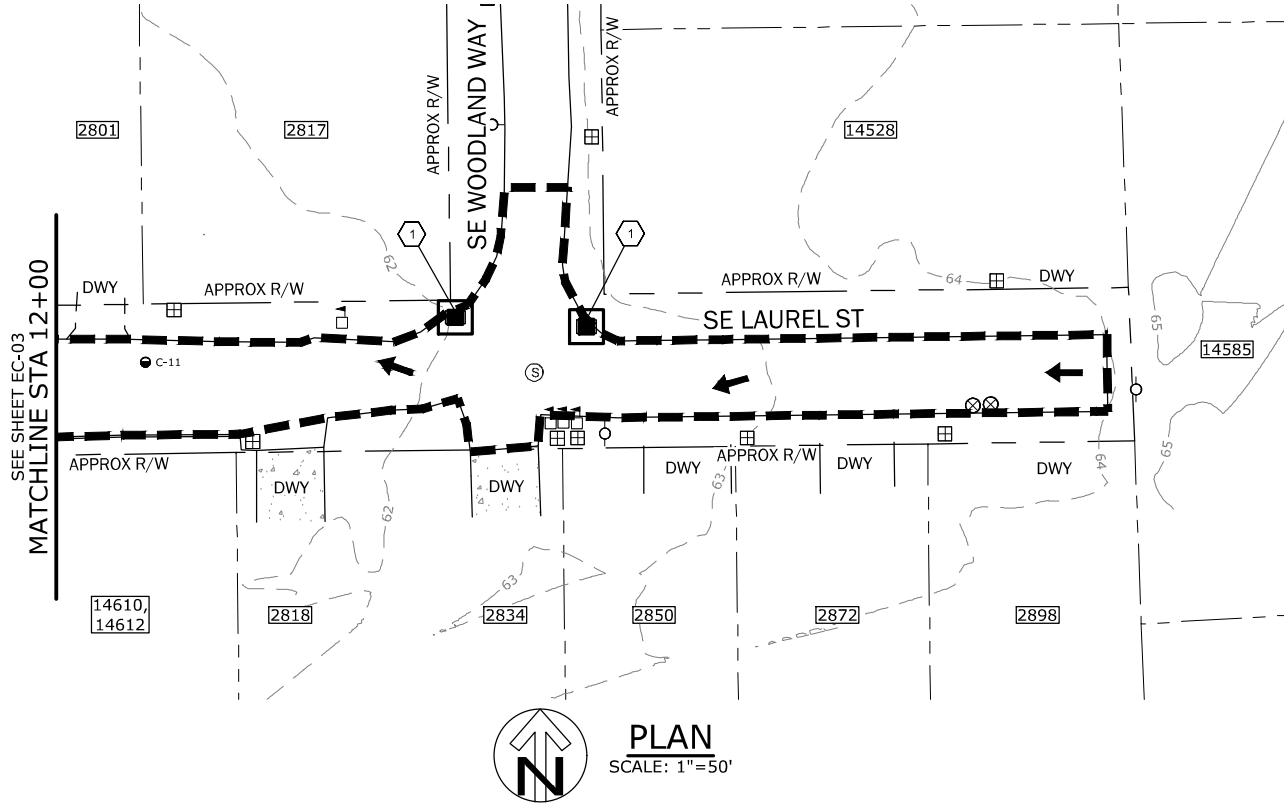 SE WOODLAND WAY
APPROX R/W
APPROX R/W
2801
2817
14528
1
1
62
64
DWY
APPROX R/W
APPROX R/W
DWY
SE LAUREL ST
65
14585
SEE SHEET EC-03
MATCHLINE STA 12+00
C-11
S
APPROX R/W
DWY
DWY
DWY
APPROX R/W
DWY
DWY
63
64
65
62
63
14610,
14612
2818
2834
2850
2872
2898
N
PLAN
SCALE: 1"=50'